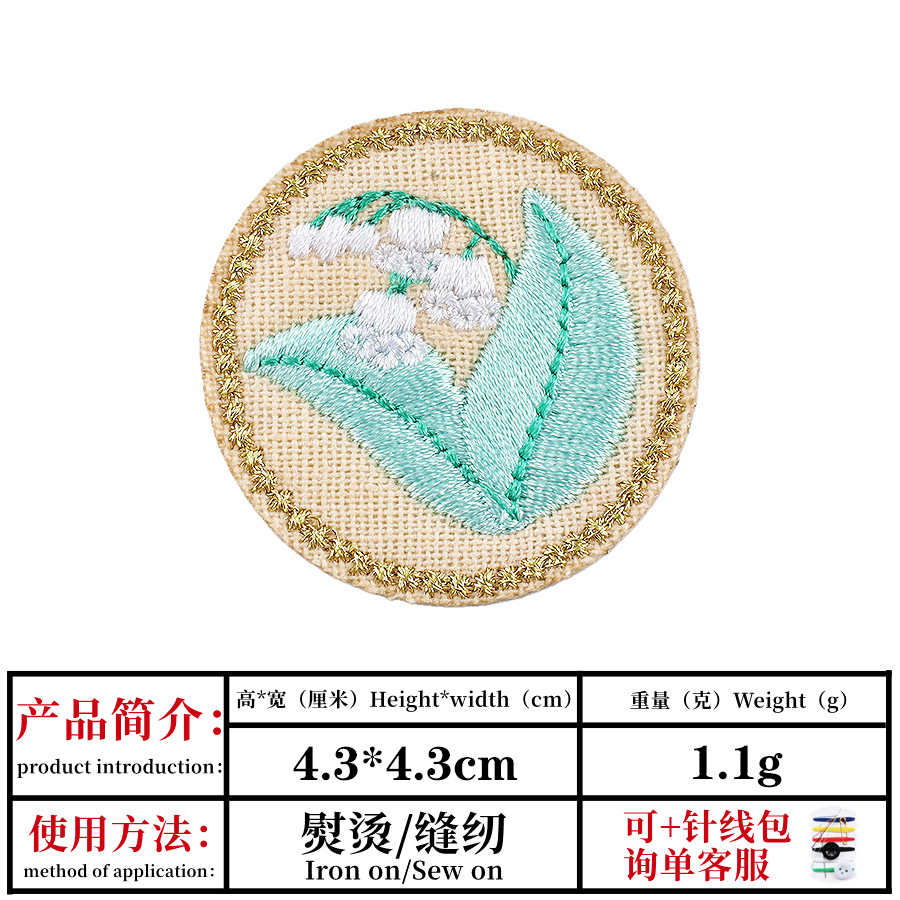 产品简介：
product introduction:
高*宽（厘米）Height*width（cm）
重量（克）Weight（g）
4.3*4.3cm
1.1g
使用方法：
method of application:
熨烫/缝纫
Iron on/Sew on
可+针线包
询单客服